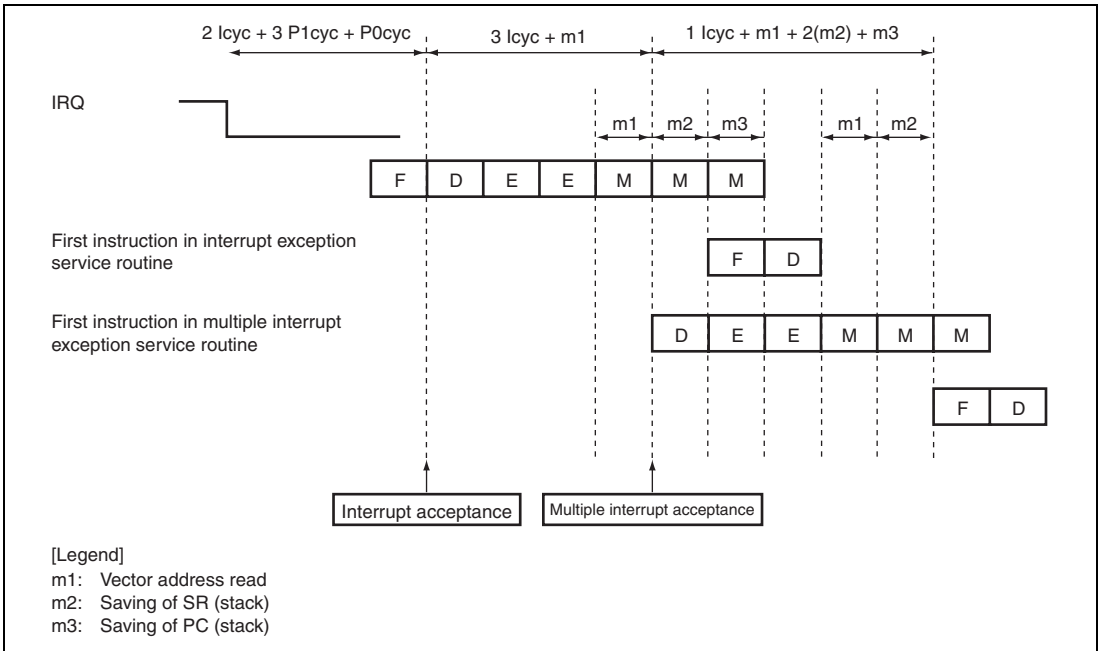 2 Icyc + 3 P1cyc + P0cyc 3 Icyc + m1 1 Icyc + m1 + 2(m2) + m3
IRQ
m1 m2 m3 m1 m2
F D E E M M M
First instruction in interrupt exception
service routine
F D
First instruction in multiple interrupt
exception service routine
D E E M M M
F D
Interrupt acceptance Multiple interrupt acceptance
[Legend]
m1: Vector address read
m2: Saving of SR (stack)
m3: Saving of PC (stack)